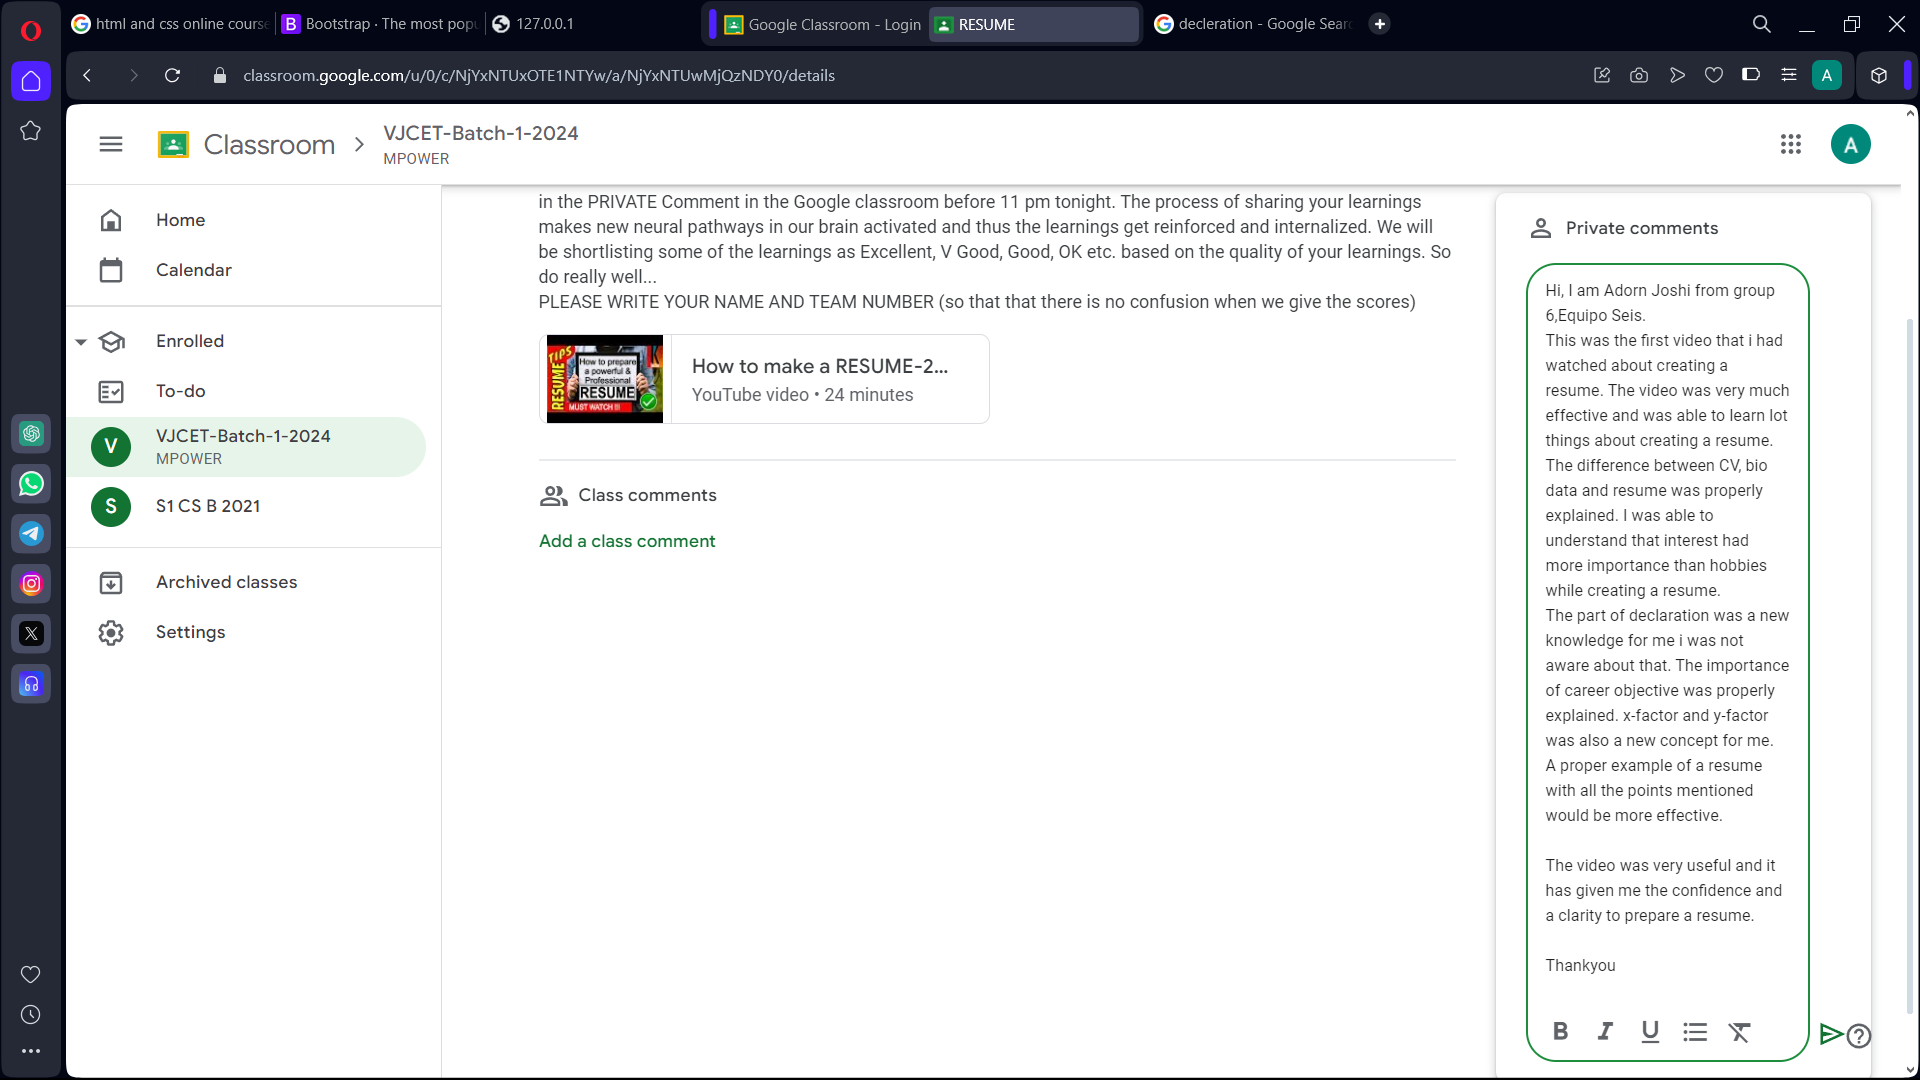 html and css online course
Bootstrap · The most popu
127.0.0.1
Google Classroom - Login
RESUME
decleration - Google Sear
classroom.google.com/u/0/c/NjYxNTUxOTE1NTYw/a/NjYxNTUwMjQzNDY0/details
A
Classroom
VJCET-Batch-1-2024
MPOWER
A
Home
Calendar
Enrolled
To-do
V
VJCET-Batch-1-2024
MPOWER
S
S1 CS B 2021
Archived classes
Settings
in the PRIVATE Comment in the Google classroom before 11 pm tonight. The process of sharing your learnings
makes new neural pathways in our brain activated and thus the learnings get reinforced and internalized. We will
be shortlisting some of the learnings as Excellent, V Good, Good, OK etc. based on the quality of your learnings. So
do really well...
PLEASE WRITE YOUR NAME AND TEAM NUMBER (so that that there is no confusion when we give the scores)
RESUME TIPS
How to prepare
a powerful &
Professional
RESUME
MUST WATCH !!!
How to make a RESUME-2...
YouTube video • 24 minutes
Class comments
Add a class comment
Private comments
Hi, I am Adorn Joshi from group
6,Equipo Seis.
This was the first video that i had
watched about creating a
resume. The video was very much
effective and was able to learn lot
things about creating a resume.
The difference between CV, bio
data and resume was properly
explained. I was able to
understand that interest had
more importance than hobbies
while creating a resume.
The part of declaration was a new
knowledge for me i was not
aware about that. The importance
of career objective was properly
explained. x-factor and y-factor
was also a new concept for me.
A proper example of a resume
with all the points mentioned
would be more effective.
The video was very useful and it
has given me the confidence and
a clarity to prepare a resume.
Thankyou
B I U